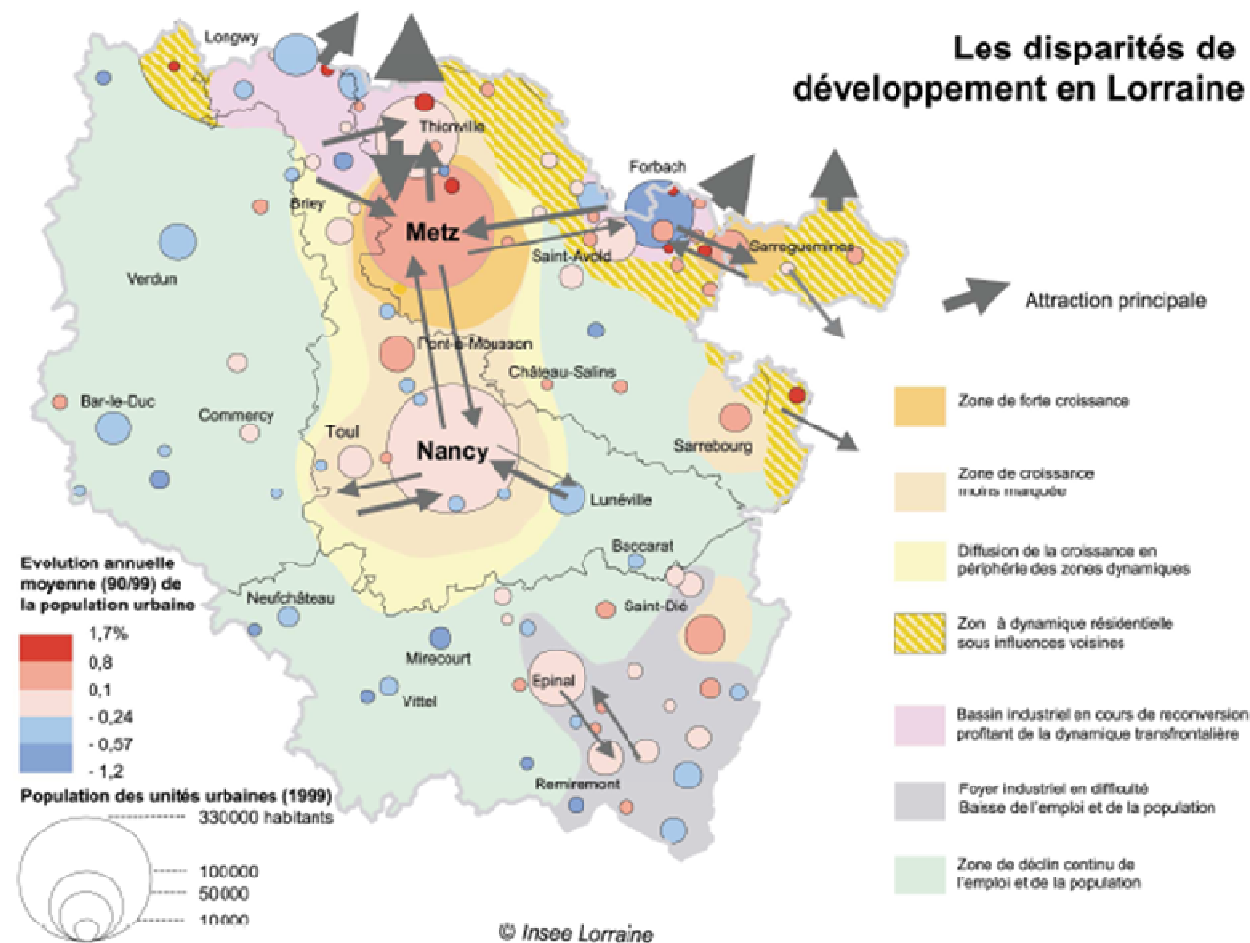 Les disparités de
développement en Lorraine
Longwy
Thionville
Forbach
Briey
Metz
Sarreguemines
Saint-Avold
Verdun
Attraction principale
Pont-à-Mousson
Château-Salins
Bar-le-Duc
Commercy
Toul
Nancy
Sarrebourg
Lunéville
Baccarat
Neufchâteau
Saint-Dié
Mirecourt
Epinal
Vittel
Remiremont
Zone de forte croissance
Zone de croissance
moins marquée
Diffusion de la croissance en
périphérie des zones dynamiques
Zon à dynamique résidentielle
sous influences voisines
Bassin industriel en cours de reconversion
profitant de la dynamique transfrontalière
Foyer industriel en difficulté
Baisse de l'emploi et de la population
Zone de déclin continu de
l'emploi et de la population
Evolution annuelle
moyenne (90/99) de
la population urbaine
1,7%
0,8
0,1
- 0,24
- 0,57
- 1,2
Population des unités urbaines (1999)
330000 habitants
100000
50000
10000
© Insee Lorraine